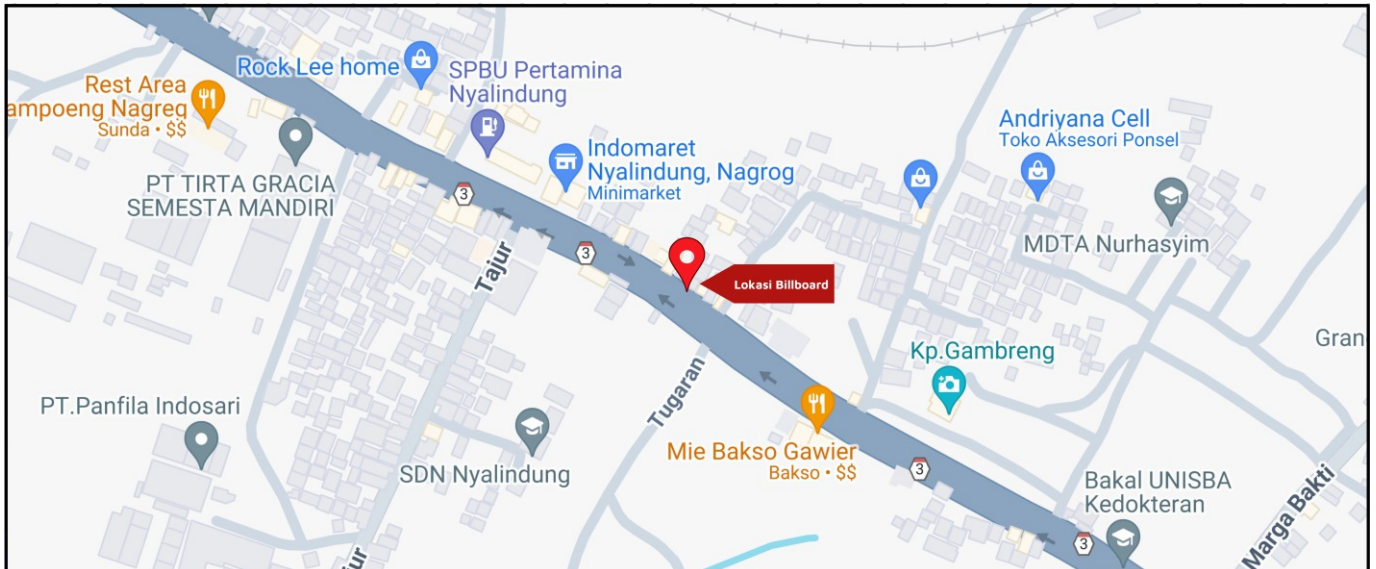 Rock Lee home
SPBU Pertamina
Nyalindung
Rest Area
ampoeng Nagreg
Sunda • $$
PT TIRTA GRACIA
SEMESTA MANDIRI
Indomaret
Nyalindung, Nagrog
Minimarket
Andriyana Cell
Toko Aksesori Ponsel
MDTA Nurhasyim
3
3
Tajur
Lokasi Billboard
Gran
Kp.Gambreng
Tugaran
PT.Panfila Indosari
SDN Nyalindung
Mie Bakso Gawier
Bakso • $$
3
Bakal UNISBA
Kedokteran
Marga Bakti
3
jur